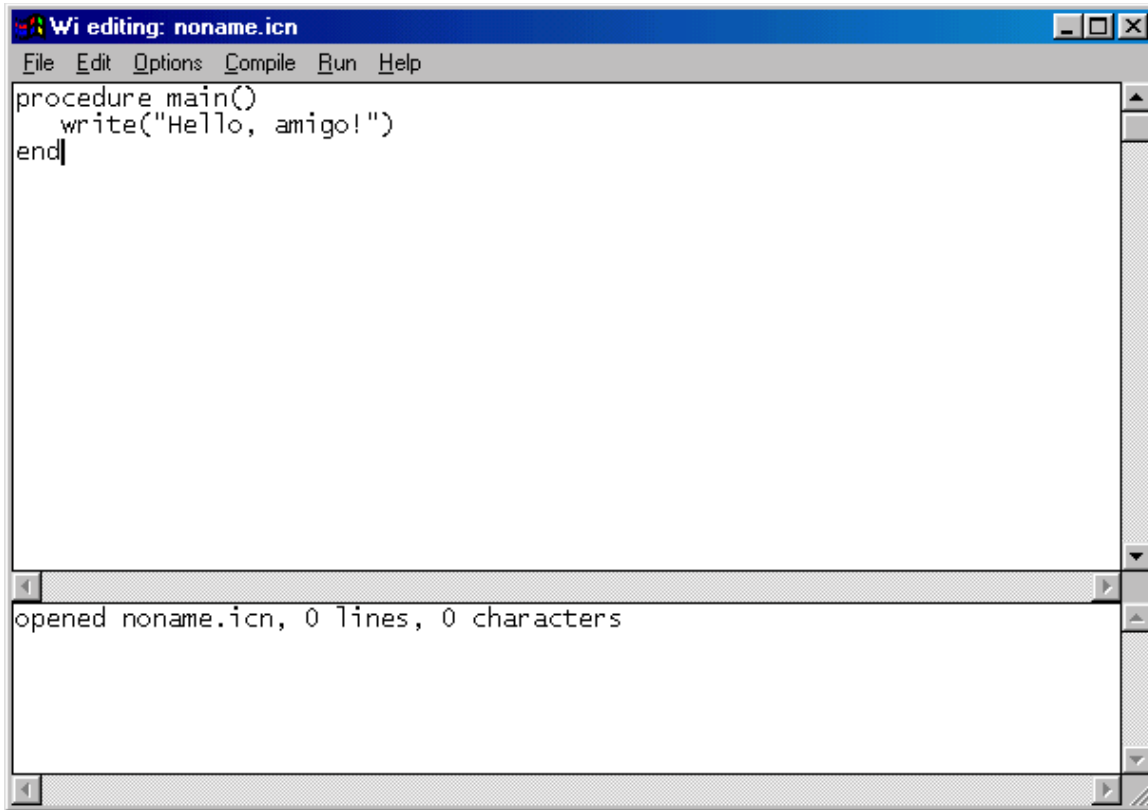 Wi editing: noname.icn
File Edit Options Compile Run Help
procedure main()
   write("Hello, amigo!")
end
opened noname.icn, 0 lines, 0 characters